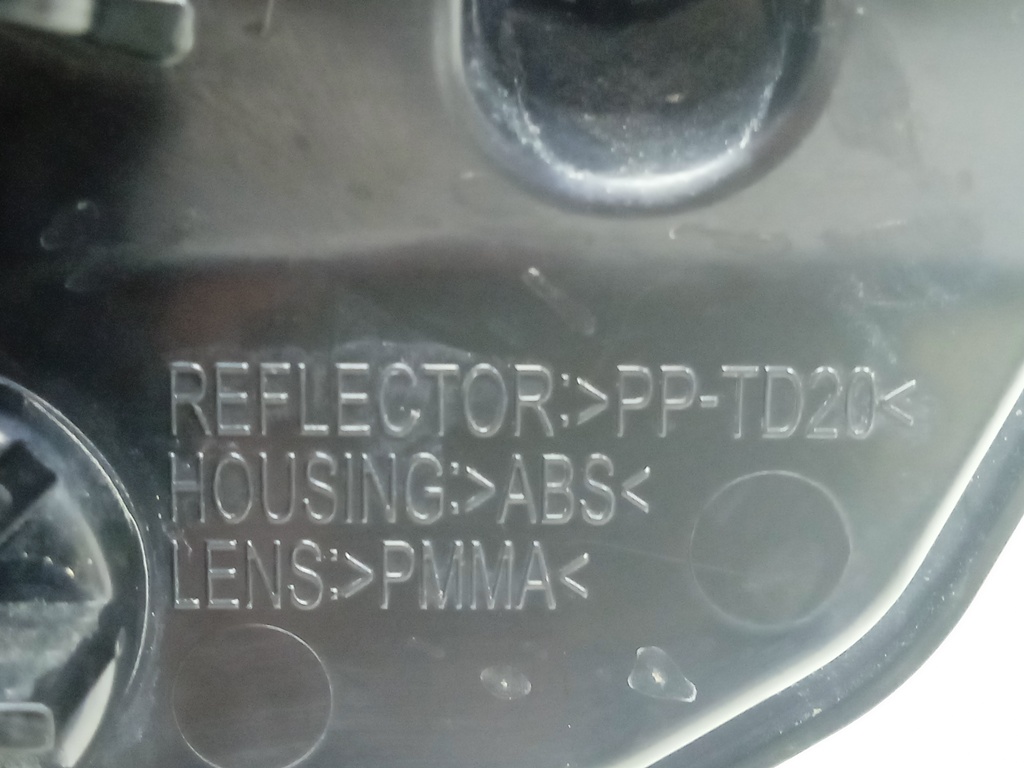 REFLECTOR:>PP-TD20<
HOUSING:>ABS<
LENS:>PMMA<